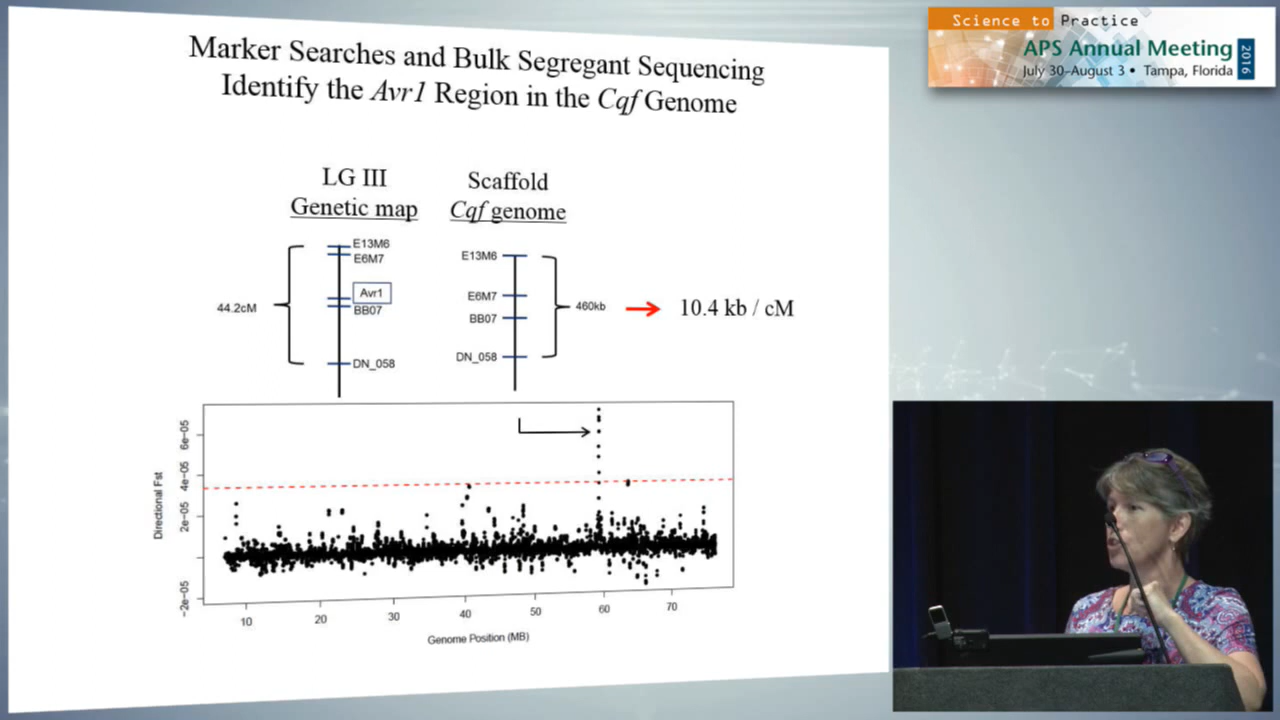 Science to Practice
APS Annual Meeting
2016
July 30–August 3 • Tampa, Florida
Marker Searches and Bulk Segregant Sequencing
Identify the Avr1 Region in the Cqf Genome
LG III
Genetic map
Scaffold
Cqf genome
E13M6
E6M7
Avr1
BB07
DN_058
44.2cM
E13M6
E6M7
BB07
DN_058
460kb
10.4 kb / cM
Directional Fst
6e-05
4e-05
2e-05
−2e-05
10
20
30
40
50
60
70
Genome Position (MB)